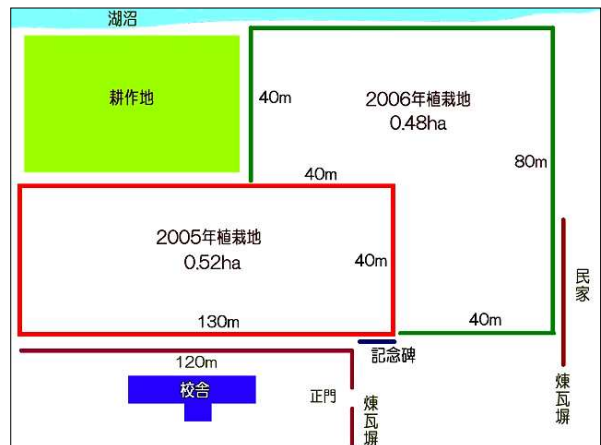 湖沼
耕作地
40m
2006年植栽地
0.48ha
40m
80m
2005年植栽地
0.52ha
40m
130m
40m
民家
記念碑
120m
校舎
正門
煉瓦塀
煉瓦塀